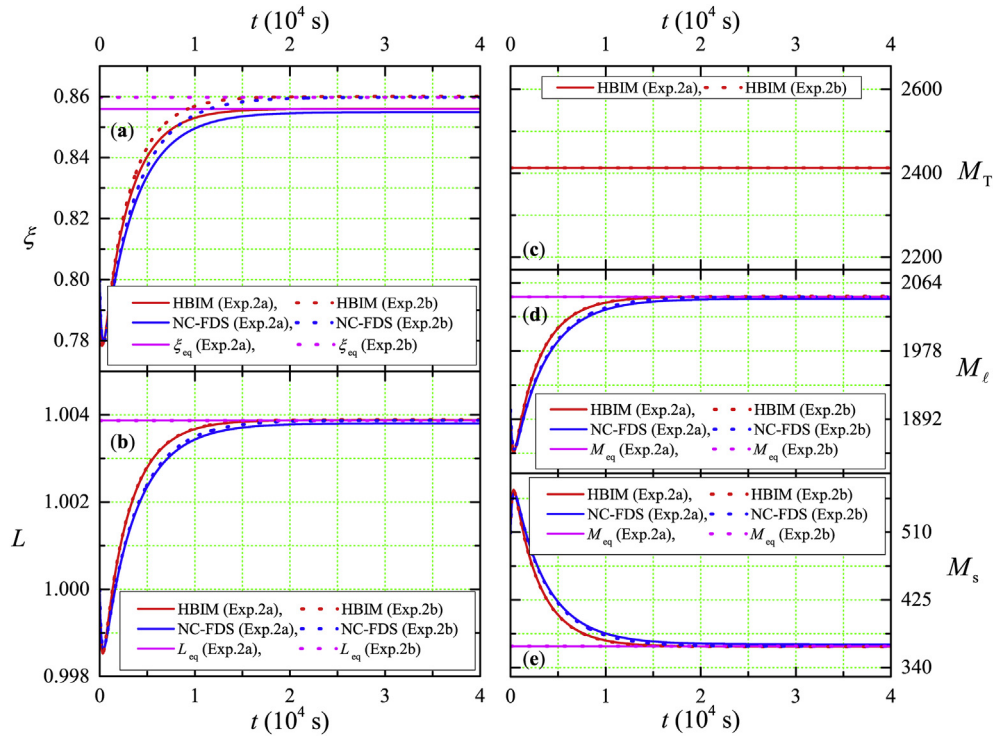 t (10⁴ s)
0 1 2 3 4
0.86
0.84
0.82
0.80
0.78
ξ
(a)
HBIM (Exp.2a), HBIM (Exp.2b)
NC-FDS (Exp.2a), NC-FDS (Exp.2b)
ξeq (Exp.2a), ξeq (Exp.2b)
1.004
1.002
1.000
0.998
L
(b)
HBIM (Exp.2a), HBIM (Exp.2b)
NC-FDS (Exp.2a), NC-FDS (Exp.2b)
Leq (Exp.2a), Leq (Exp.2b)
0 1 2 3 4
t (10⁴ s)
t (10⁴ s)
0 1 2 3 4
HBIM (Exp.2a), HBIM (Exp.2b)
2600
2400
2200
MT
(c)
2064
1978
1892
Mℓ
(d)
HBIM (Exp.2a), HBIM (Exp.2b)
NC-FDS (Exp.2a), NC-FDS (Exp.2b)
Meq (Exp.2a), Meq (Exp.2b)
HBIM (Exp.2a), HBIM (Exp.2b)
NC-FDS (Exp.2a), NC-FDS (Exp.2b)
Meq (Exp.2a), Meq (Exp.2b)
510
425
340
Ms
(e)
0 1 2 3 4
t (10⁴ s)